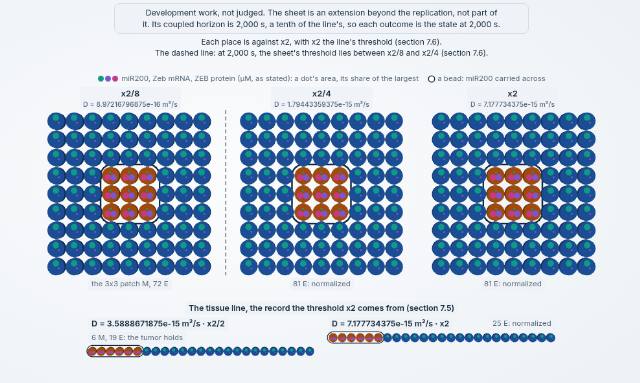 Development work, not judged. The sheet is an extension beyond the replication, not part of
it. Its coupled horizon is 2,000 s, a tenth of the line's, so each outcome is the state at 2,000 s.
Each place is against x2, with x2 the line's threshold (section 7.6).
The dashed line: at 2,000 s, the sheet's threshold lies between x2/8 and x2/4 (section 7.6).
miR200, Zeb mRNA, ZEB protein (μM, as stated): a dot's area, its share of the largest
a bead: miR200 carried across
x2/8
D = 8.97216796875e-16 m²/s
x2/4
D = 1.79443359375e-15 m²/s
x2
D = 7.177734375e-15 m²/s
the 3x3 patch M, 72 E
81 E: normalized
81 E: normalized
The tissue line, the record the threshold x2 comes from (section 7.5)
D = 3.5888671875e-15 m²/s · x2/2
6 M, 19 E: the tumor holds
D = 7.177734375e-15 m²/s · x2
25 E: normalized